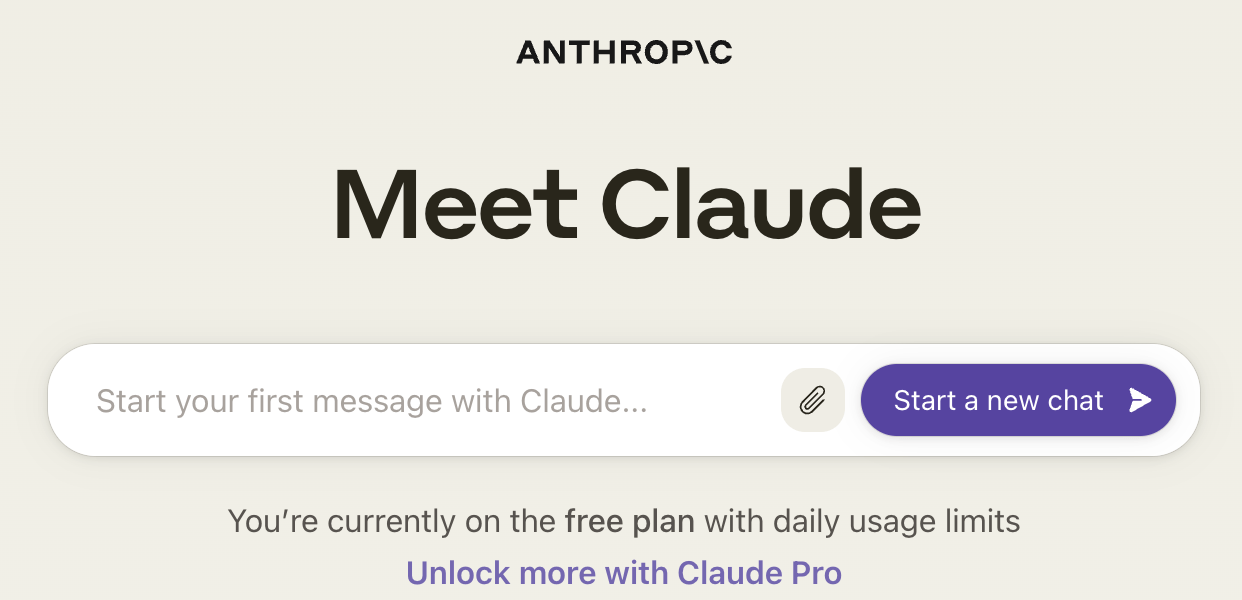 ANTHROP\C
Meet Claude
Start your first message with Claude...
Start a new chat
You’re currently on the free plan with daily usage limits
Unlock more with Claude Pro